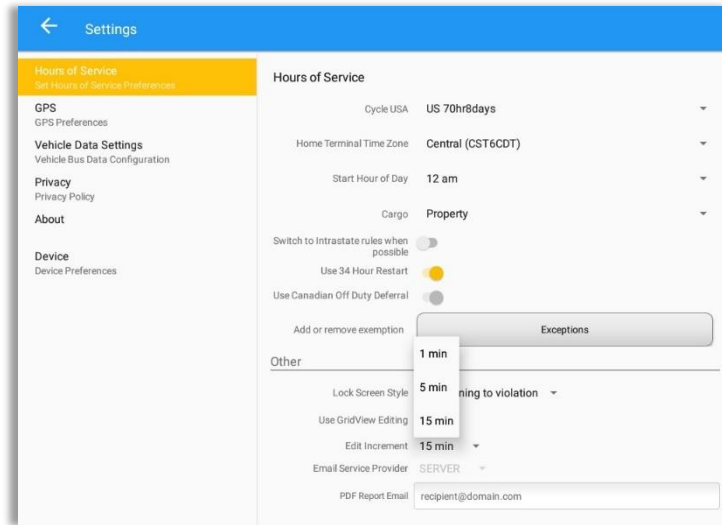 Settings
Hours of Service
Set Hours of Service Preferences
GPS
GPS Preferences
Vehicle Data Settings
Vehicle Bus Data Configuration
Privacy
Privacy Policy
About
Device
Device Preferences
Hours of Service
Cycle USA US 70hr8days
Home Terminal Time Zone Central (CST6CDT)
Start Hour of Day 12 am
Cargo Property
Switch to Intrastate rules when
possible
Use 34 Hour Restart
Use Canadian Off Duty Deferral
Add or remove exemption Exceptions
1 min
Other
Lock Screen Style 5 min ning to violation
Use GridView Editing 15 min
Edit Increment 15 min
Email Service Provider SERVER
PDF Report Email recipient@domain.com